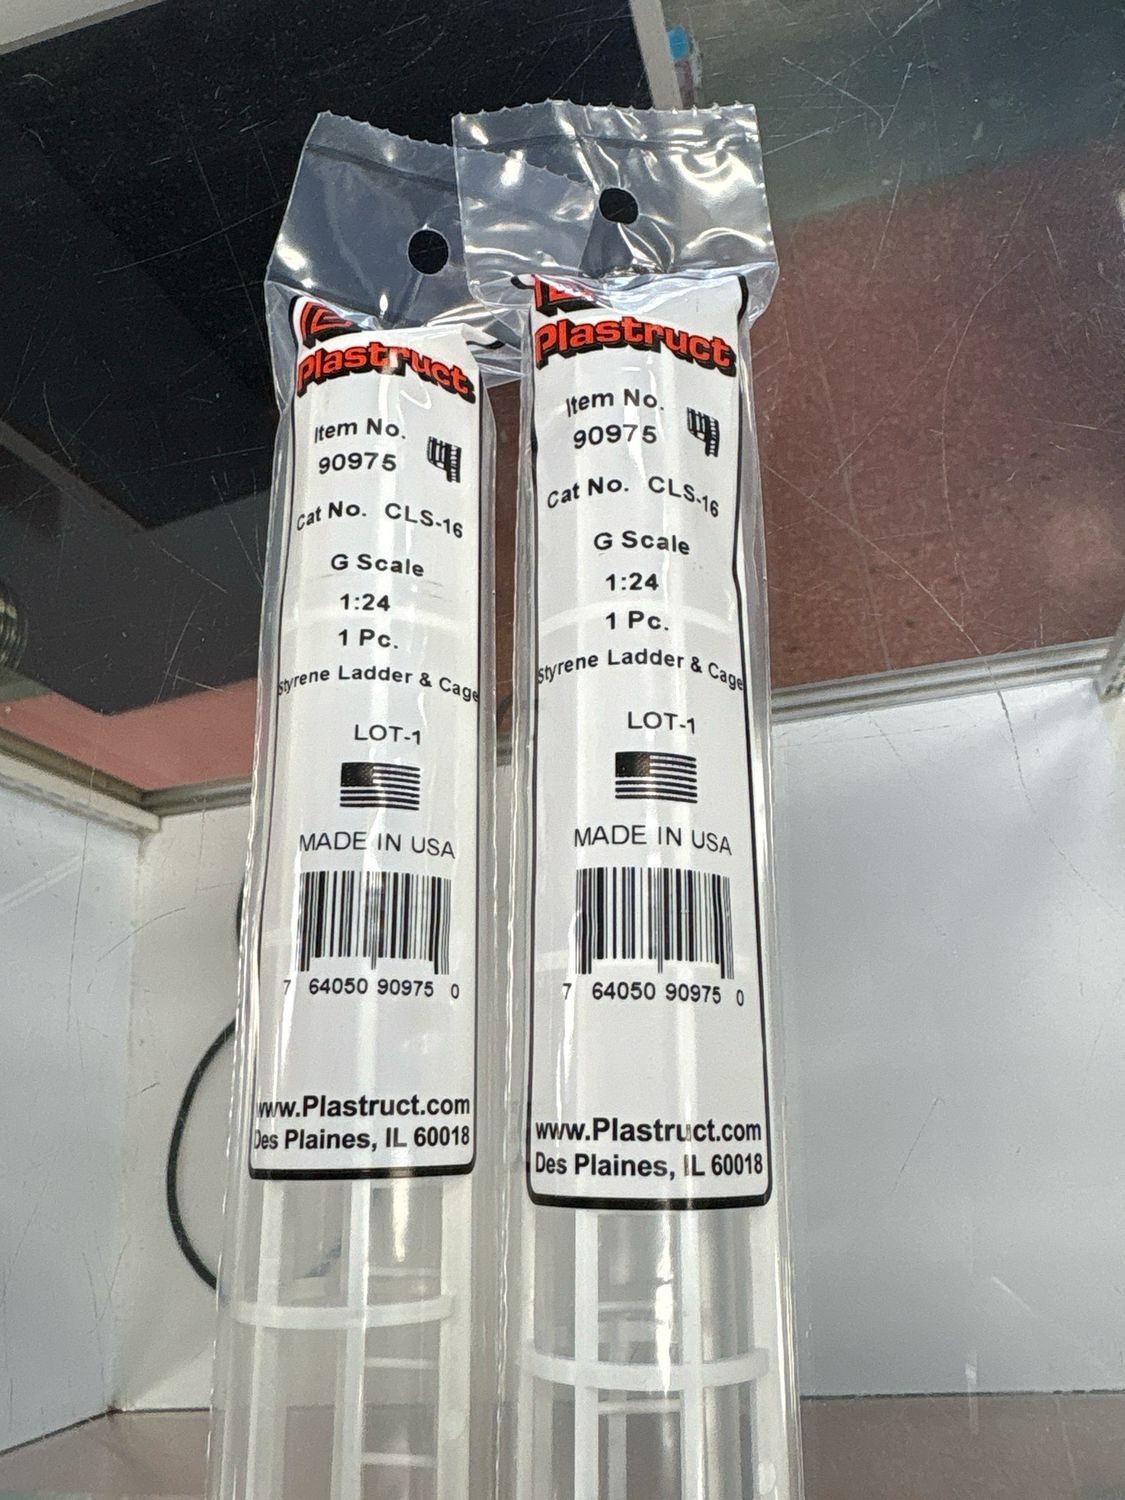 Plastruct
Item No.
90975
Cat No. CLS-16
G Scale
1:24
1 Pc.
Styrene Ladder & Cage
LOT-1
MADE IN USA
7 64050 90975 0
www.Plastruct.com
Des Plaines, IL 60018
Plastruct
Item No.
90975
Cat No. CLS-16
G Scale
1:24
1 Pc.
Styrene Ladder & Cage
LOT-1
MADE IN USA
7 64050 90975 0
www.Plastruct.com
Des Plaines, IL 60018